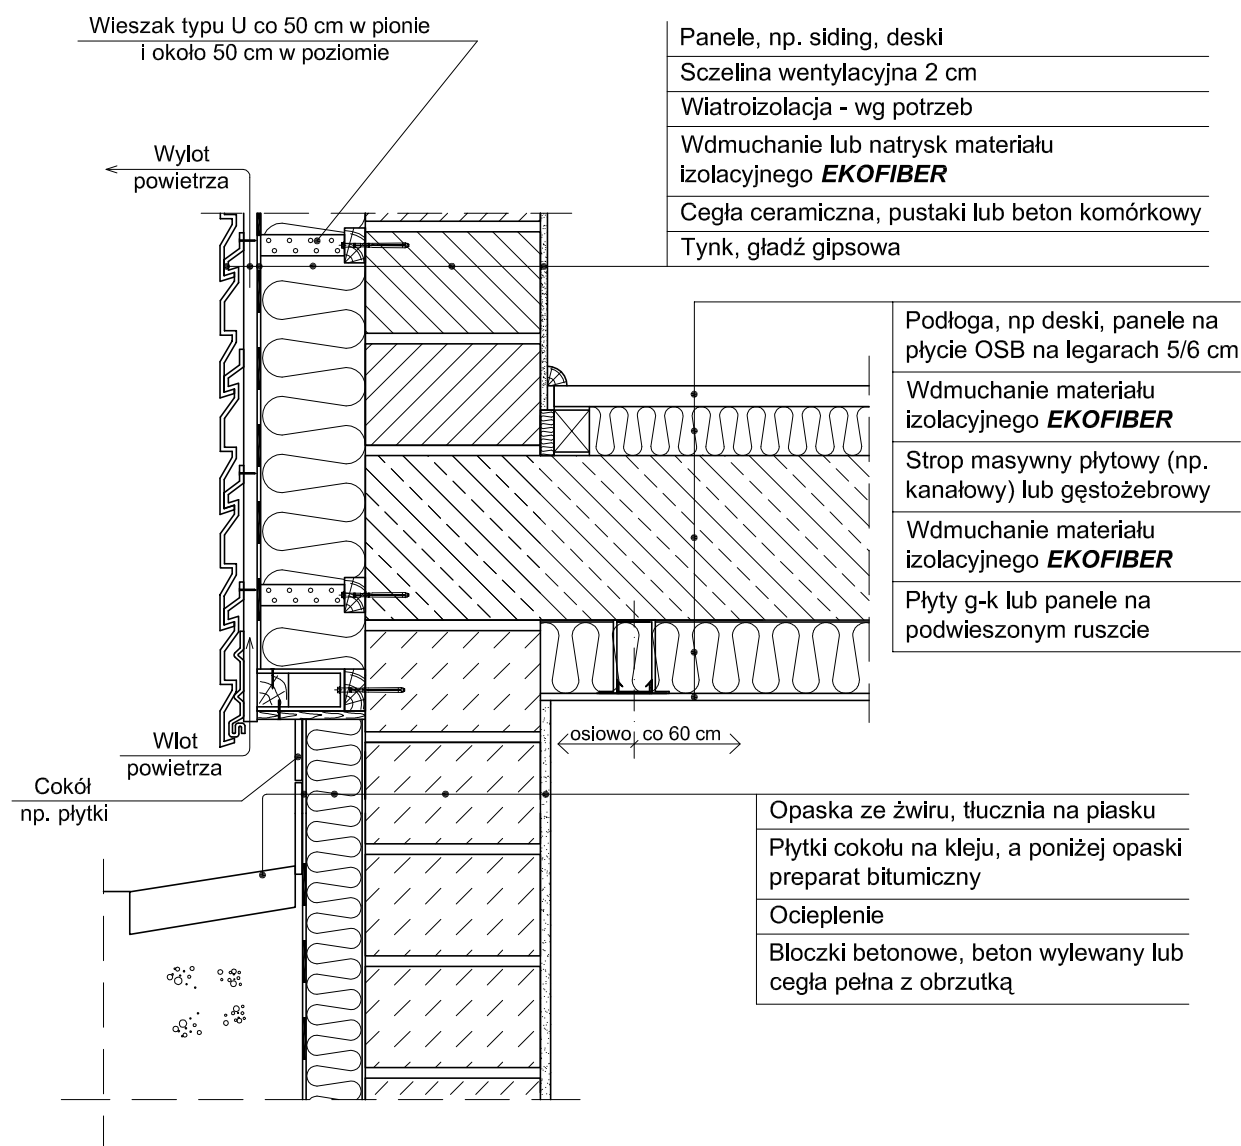 Wieszak typu U co 50 cm w pionie
i około 50 cm w poziomie
Panele, np. siding, deski
Sczelina wentylacyjna 2 cm
Wiatroizolacja - wg potrzeb
Wdmuchanie lub natrysk materiału
izolacyjnego EKOFIBER
Cegła ceramiczna, pustaki lub beton komórkowy
Tynk, gładź gipsowa
Wylot
powietrza
Podłoga, np deski, panele na
płycie OSB na legarach 5/6 cm
Wdmuchanie materiału
izolacyjnego EKOFIBER
Strop masywny płytowy (np.
kanałowy) lub gęstożebrowy
Wdmuchanie materiału
izolacyjnego EKOFIBER
Płyty g-k lub panele na
podwieszonym ruszcie
osiowo co 60 cm
Wlot
powietrza
Cokół
np. płytki
Opaska ze żwiru, tłucznia na piasku
Płytki cokołu na kleju, a poniżej opaski
preparat bitumiczny
Ocieplenie
Bloczki betonowe, beton wylewany lub
cegła pełna z obrzutką